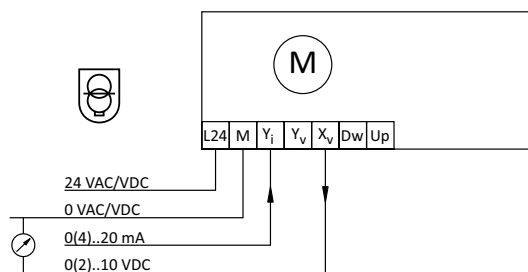 M
L24 M Yi Yv Xv Dw Up
24 VAC/VDC
0 VAC/VDC
0(4)..20 mA
0(2)..10 VDC